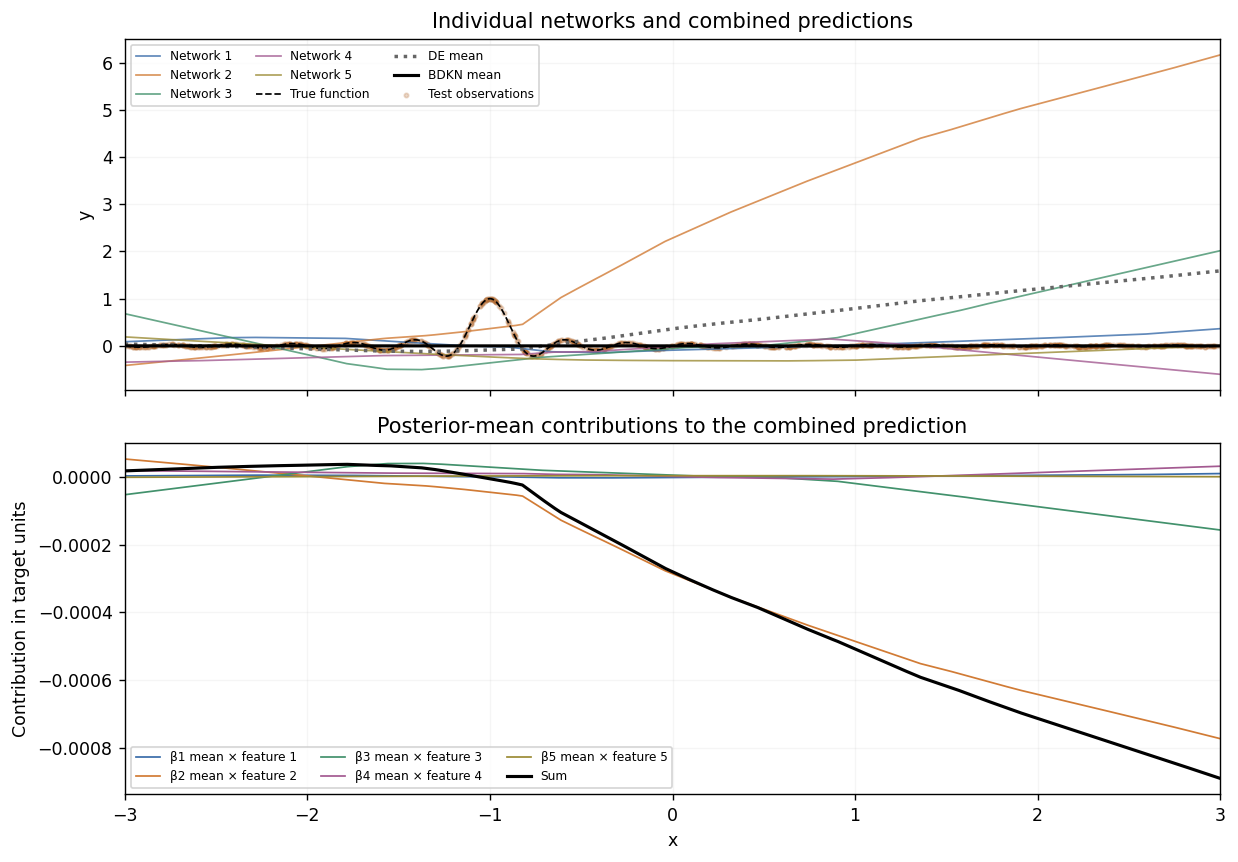 Individual networks and combined predictions
Network 1
Network 2
Network 3
Network 4
Network 5
True function
DE mean
BDKN mean
Test observations
6
5
4
3
2
1
0
y
Posterior-mean contributions to the combined prediction
0.0000
−0.0002
−0.0004
−0.0006
−0.0008
Contribution in target units
β1 mean × feature 1
β2 mean × feature 2
β3 mean × feature 3
β4 mean × feature 4
β5 mean × feature 5
Sum
−3
−2
−1
0
1
2
3
x